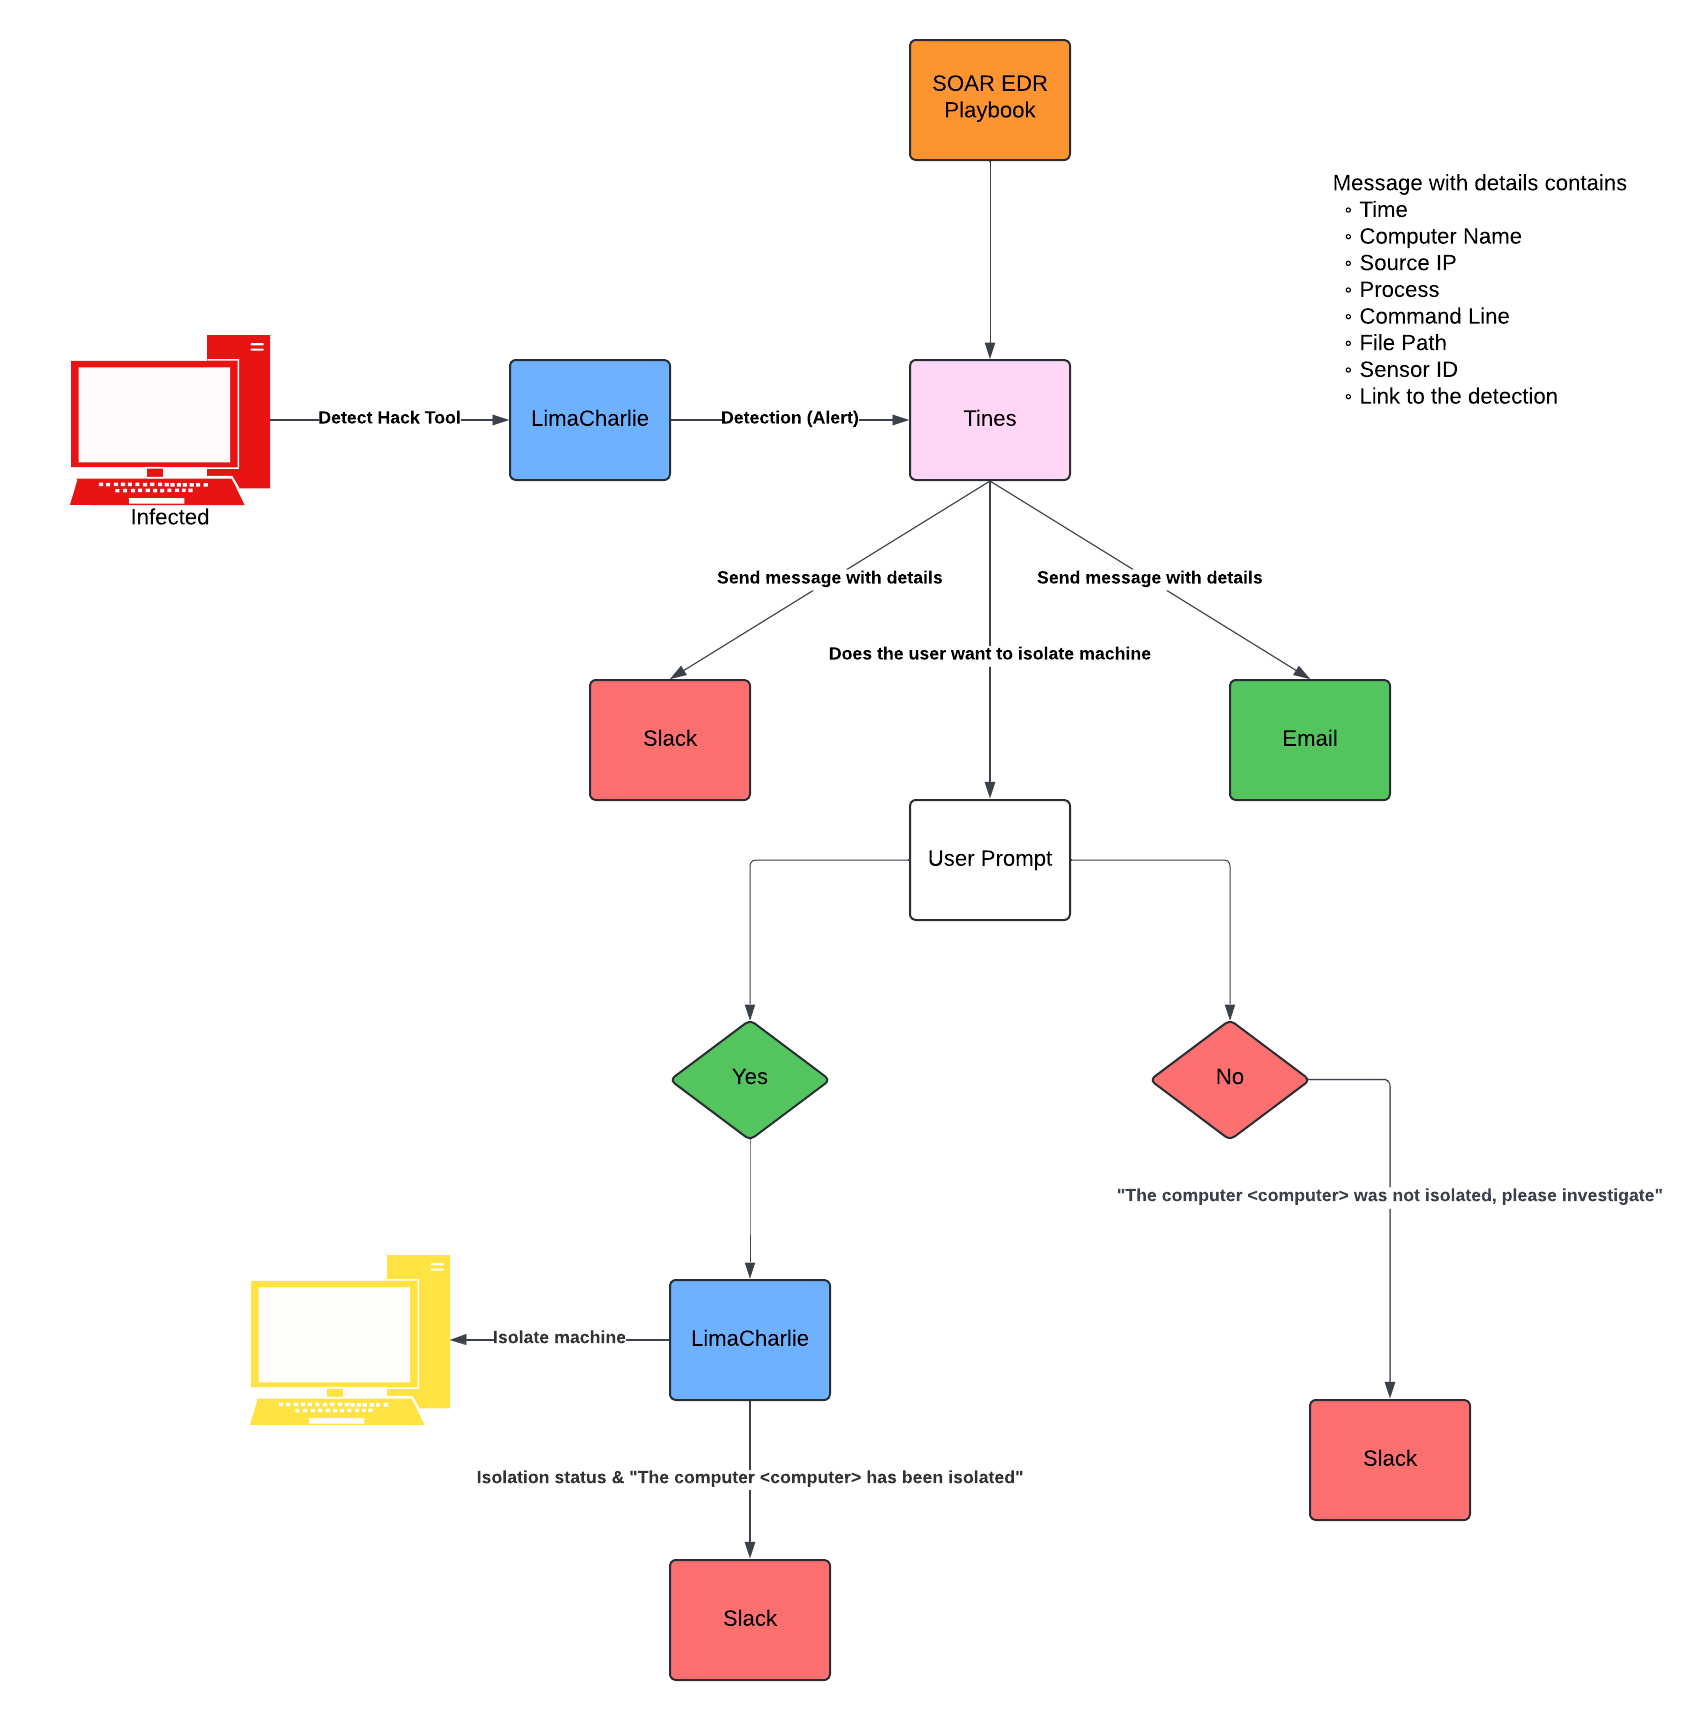 SOAR EDR
Playbook
Message with details contains
◦ Time
◦ Computer Name
◦ Source IP
◦ Process
◦ Command Line
◦ File Path
◦ Sensor ID
◦ Link to the detection
Detect Hack Tool
LimaCharlie
Detection (Alert)
Tines
Infected
Send message with details
Send message with details
Does the user want to isolate machine
Slack
Email
User Prompt
Yes
No
"The computer <computer> was not isolated, please investigate"
Isolate machine
LimaCharlie
Slack
Isolation status & "The computer <computer> has been isolated"
Slack